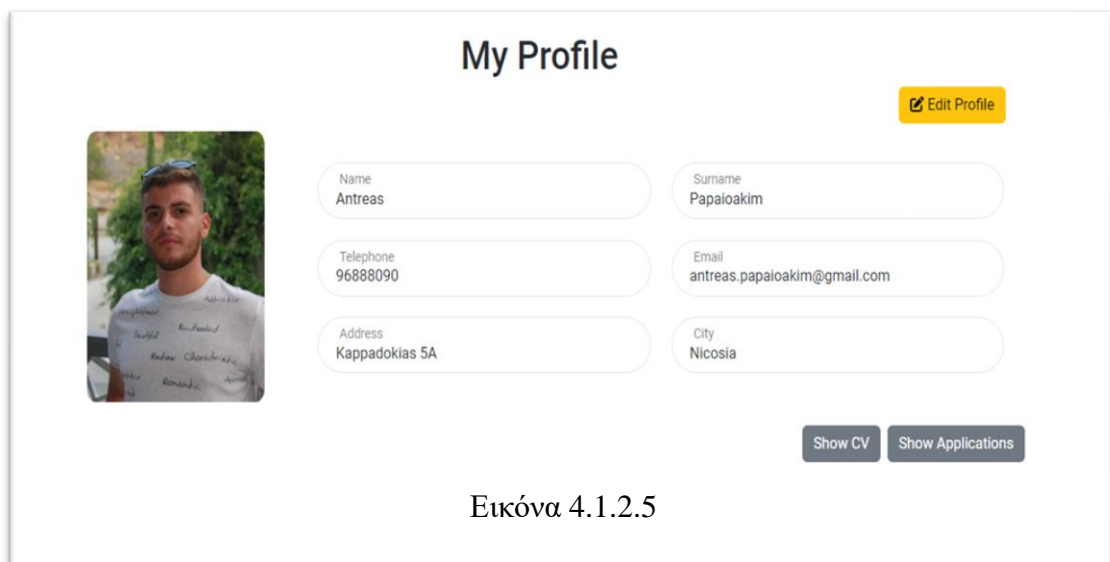 My Profile
Edit Profile
Name
Antreas
Surname
Papaioakim
Telephone
96888090
Email
antreas.papaioakim@gmail.com
Address
Kappadokias 5A
City
Nicosia
Romantic
Show CV
Show Applications
Εικόνα 4.1.2.5